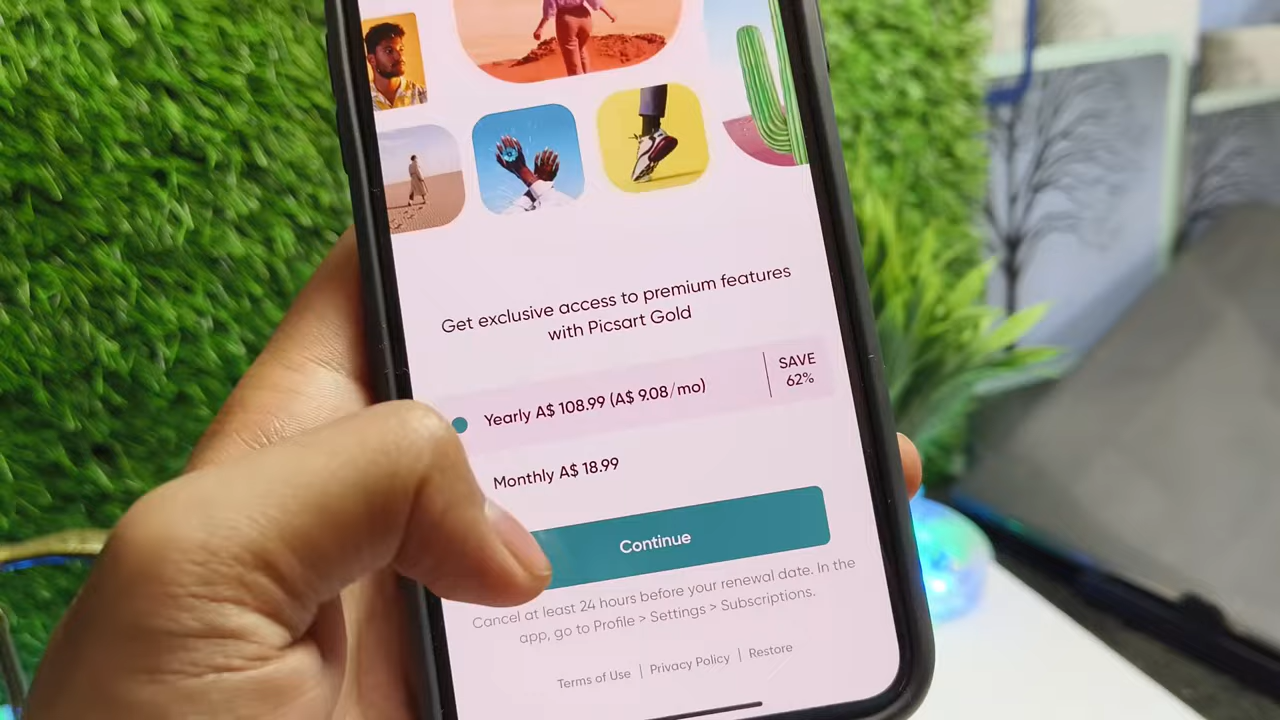 Get exclusive access to premium features
with Picsart Gold
Yearly A$ 108.99 (A$ 9.08/mo)
SAVE
62%
Monthly A$ 18.99
Continue
Cancel at least 24 hours before your renewal date. In the
app, go to Profile > Settings > Subscriptions.
Terms of Use | Privacy Policy | Restore